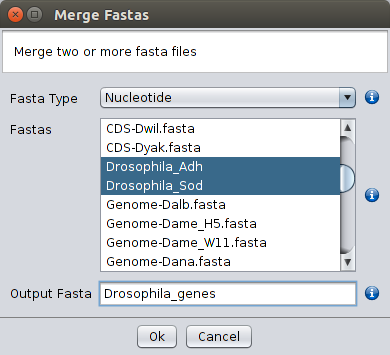 Merge Fastas
Merge two or more fasta files
Fasta Type Nucleotide
Fastas
CDS-Dwil.fasta
CDS-Dyak.fasta
Drosophila_Adh
Drosophila_Sod
Genome-Dalb.fasta
Genome-Dame_H5.fasta
Genome-Dame_W11.fasta
Genome-Dana.fasta
Output Fasta Drosophila_genes
Ok Cancel